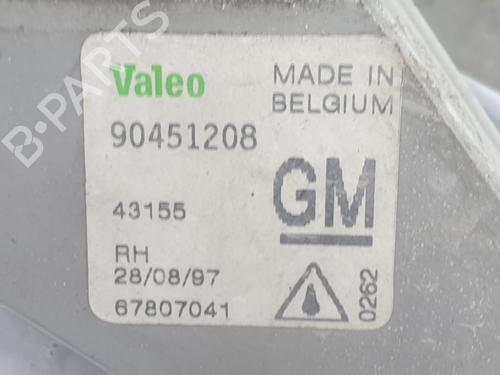 Valeo
MADE IN
BELGIUM
90451208
GM
43155
RH
28/08/97
67807041
0262
B-PARTS